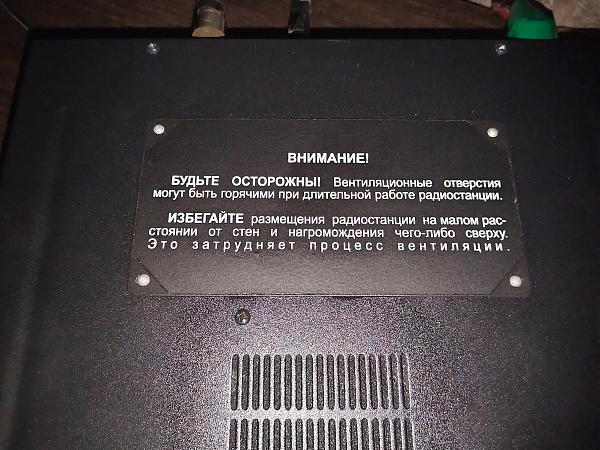 ВНИМАНИЕ!
БУДЬТЕ ОСТОРОЖНЫ! Вентиляционные отверстия
могут быть горячими при длительной работе радиостанции.
ИЗБЕГАЙТЕ размещения радиостанции на малом рас-
стоянии от стен и нагромождения чего-либо сверху.
Это затрудняет процесс вентиляции.